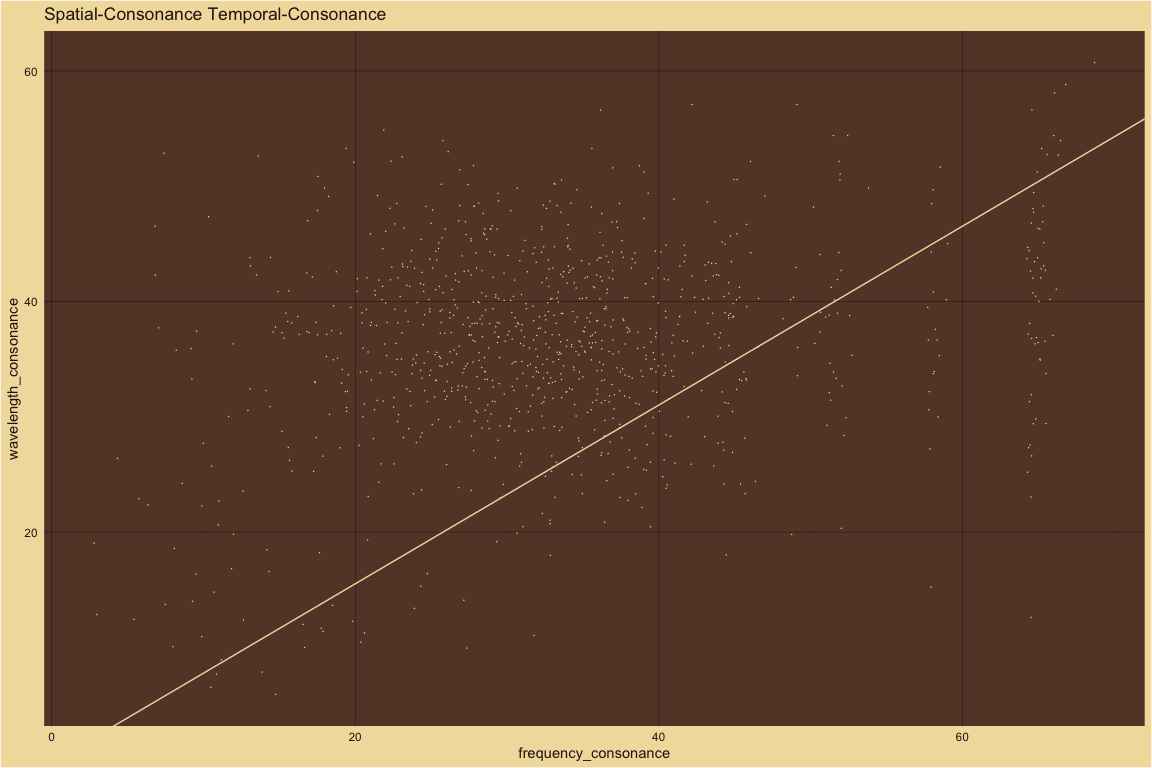 Spatial-Consonance Temporal-Consonance
60
40
20
wavelength_consonance
0 20 40 60
frequency_consonance